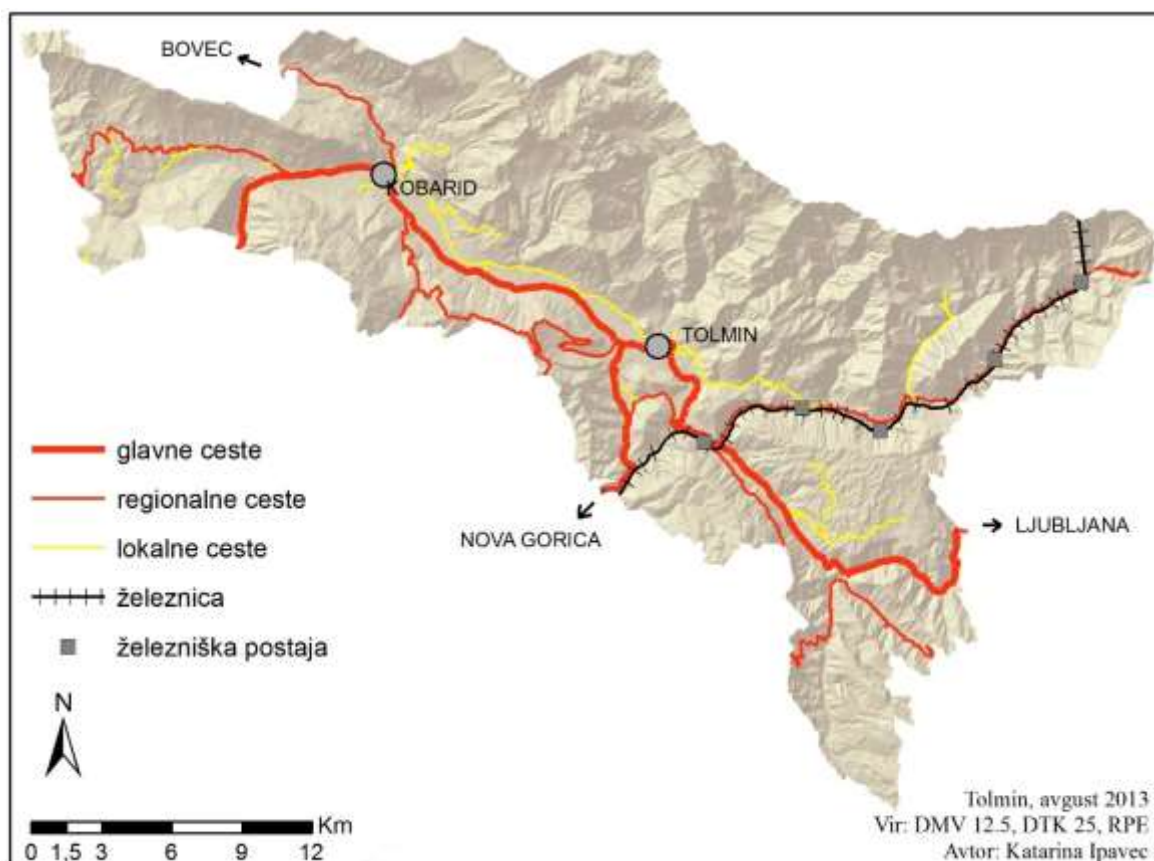 BOVEC
KOBARID
TOLMIN
glavne ceste
regionalne ceste
NOVA GORICA
LJUBLJANA
lokalne ceste
železnica
železniška postaja
N
Km
0 1,5 3 6 9 12
Tolmin, avgust 2013
Vir: DMV 12.5, DTK 25, RPE
Avtor: Katarina Ipavec